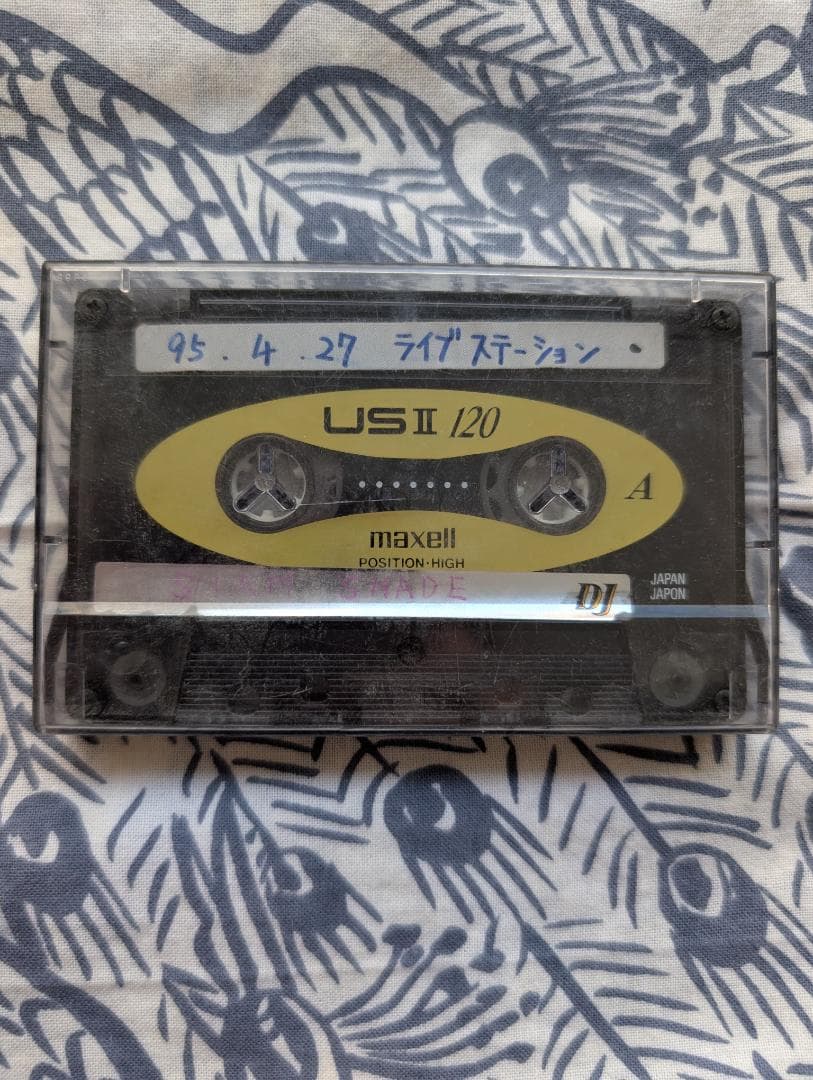 95.4.27 ライブステーション
US II 120
A
maxell
POSITION·HIGH
SHADE
DJ
JAPAN
JAPON